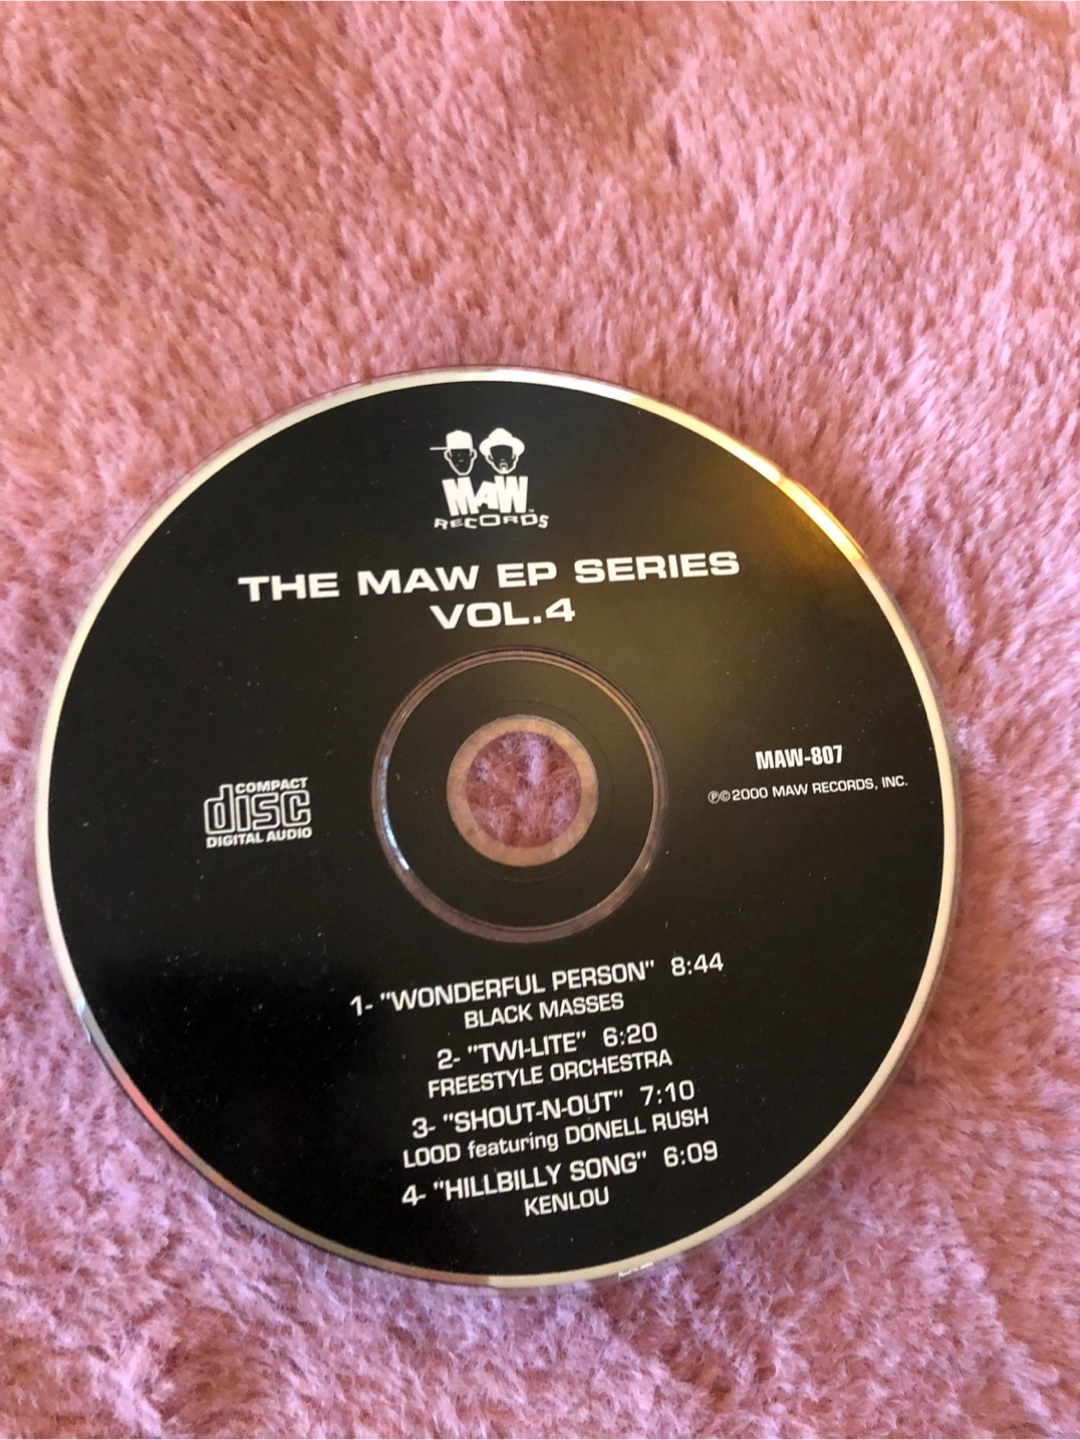 MAW
RECORDS
THE MAW EP SERIES
VOL.4
MAW-807
℗©2000 MAW RECORDS, INC.
COMPACT
disc
DIGITAL AUDIO
1- "WONDERFUL PERSON" 8:44
BLACK MASSES
2- "TWI-LITE" 6:20
FREESTYLE ORCHESTRA
3- "SHOUT-N-OUT" 7:10
LOOD featuring DONELL RUSH
4- "HILLBILLY SONG" 6:09
KENLOU